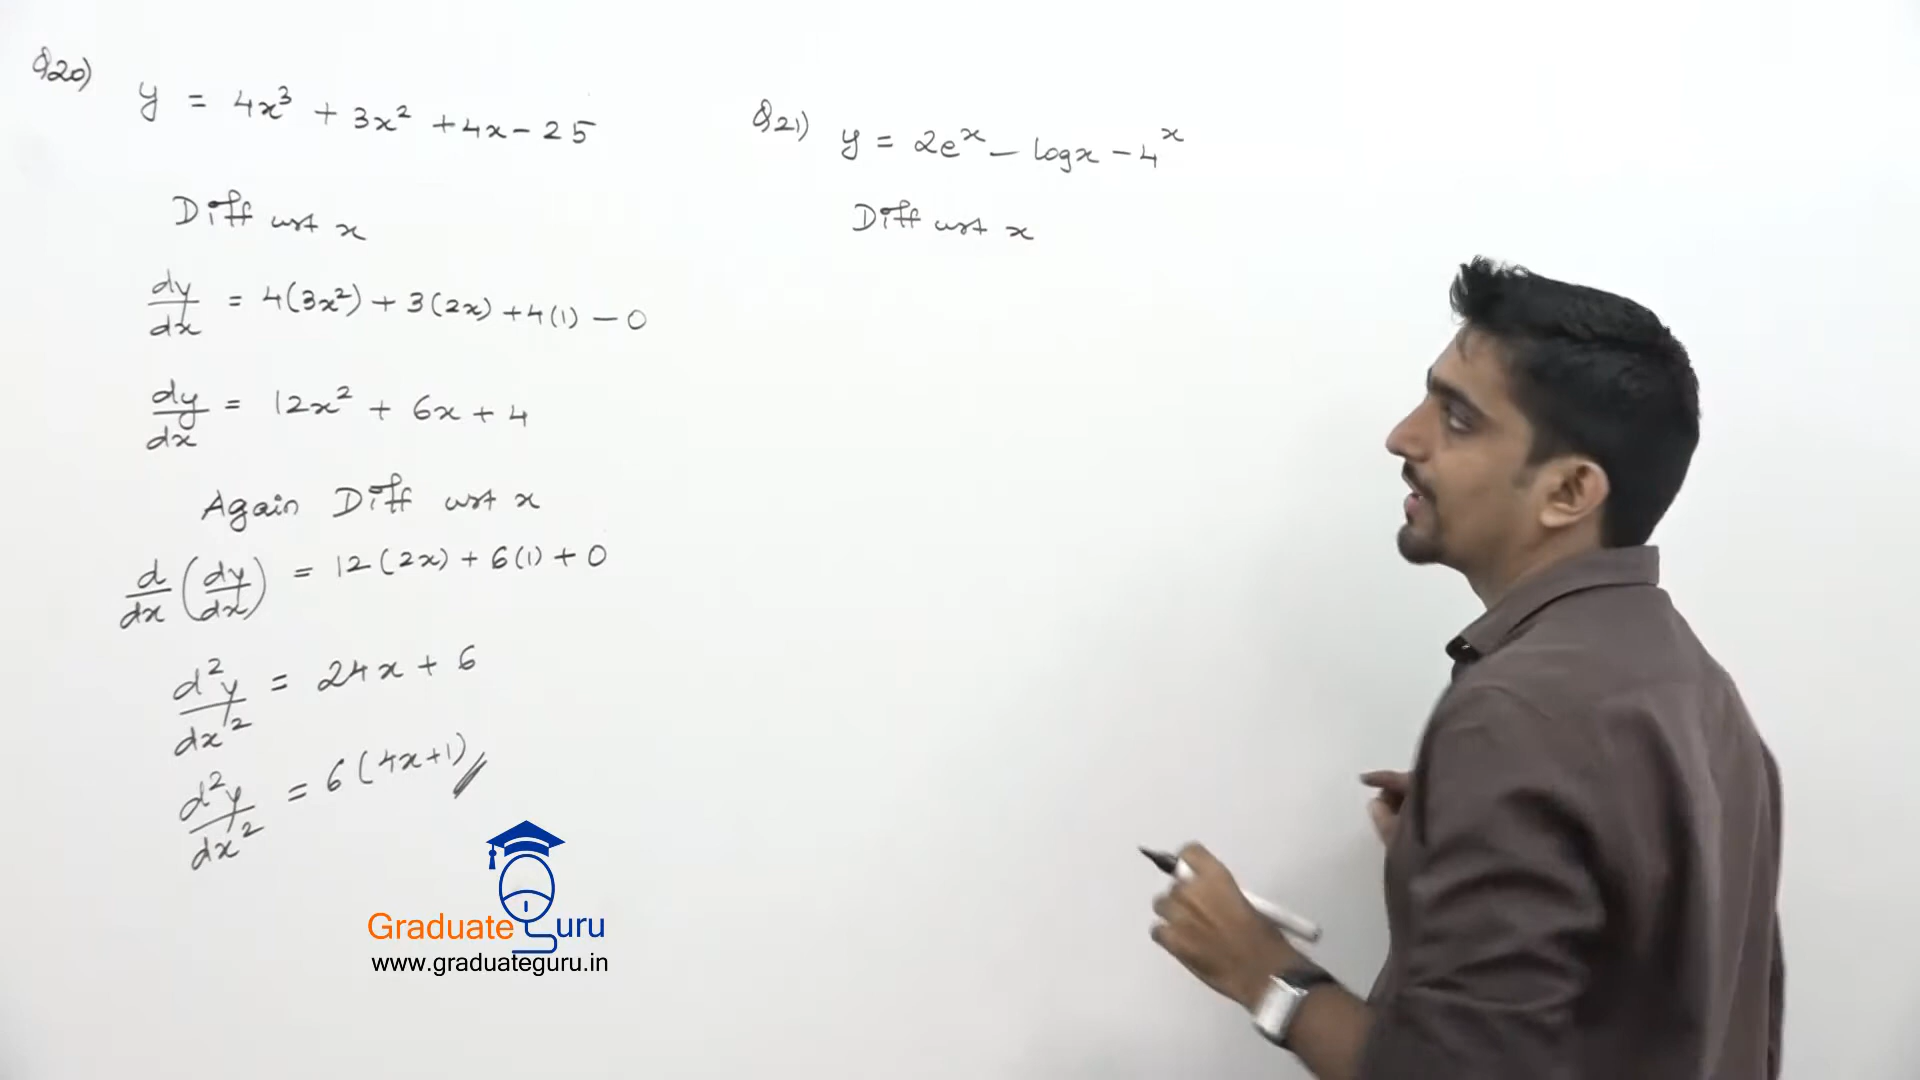 Q20)
y = 4x³ + 3x² + 4x - 25
Diff wrt x
dy/dx = 4(3x²) + 3(2x) + 4(1) - 0
dy/dx = 12x² + 6x + 4
Again Diff wrt x
d/dx (dy/dx) = 12(2x) + 6(1) + 0
d²y/dx² = 24x + 6
d²y/dx² = 6(4x+1)
Q21) y = 2eˣ - logx - 4ˣ
Diff wrt x
Graduate Guru
www.graduateguru.in